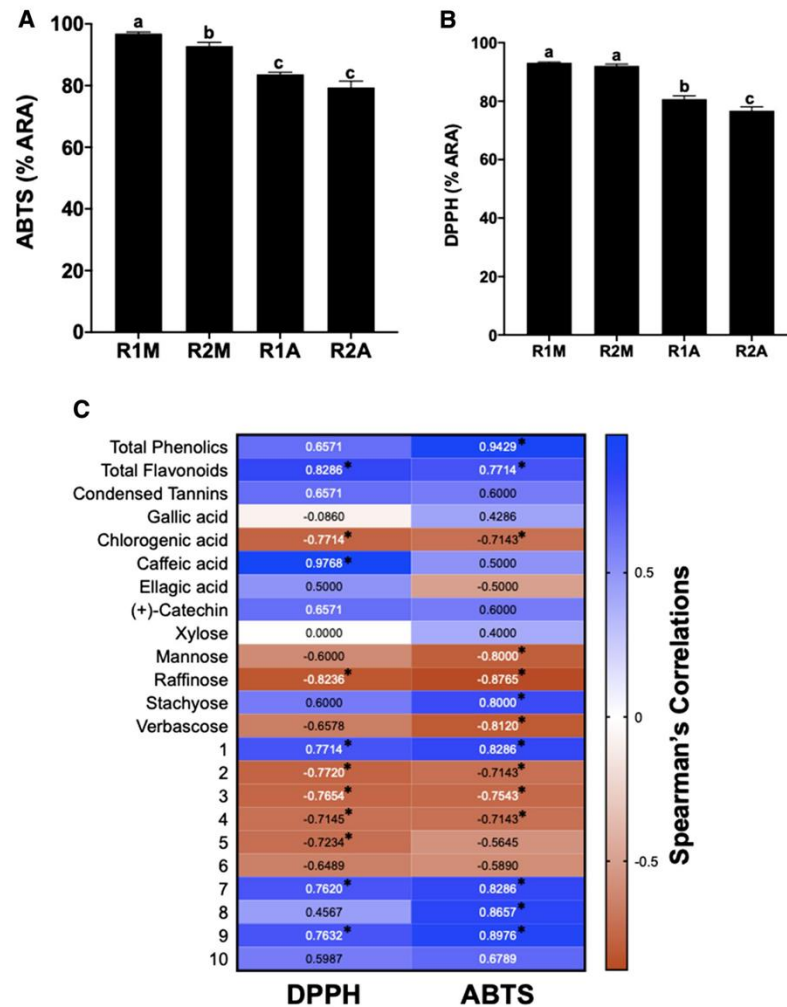 A
ABTS (% ARA)
100
80
60
40
20
0
a
b
c
c
R1M R2M R1A R2A
B
DPPH (% ARA)
100
80
60
40
20
0
a
a
b
c
R1M R2M R1A R2A
C
Total Phenolics 0.6571 0.9429*
Total Flavonoids 0.8286* 0.7714*
Condensed Tannins 0.6571 0.6000
Gallic acid -0.0860 0.4286
Chlorogenic acid -0.7714* -0.7143*
Caffeic acid 0.9768* 0.5000
Ellagic acid 0.5000 -0.5000
(+)-Catechin 0.6571 0.6000
Xylose 0.0000 0.4000
Mannose -0.6000 -0.8000*
Raffinose -0.8236* -0.8765*
Stachyose 0.6000 0.8000*
Verbascose -0.6578 -0.8120*
1 0.7714* 0.8286*
2 -0.7720* -0.7143*
3 -0.7654* -0.7543*
4 -0.7145* -0.7143*
5 -0.7234* -0.5645
6 -0.6489 -0.5890
7 0.7620* 0.8286*
8 0.4567 0.8657*
9 0.7632* 0.8976*
10 0.5987 0.6789
DPPH ABTS
0.5
0
-0.5
Spearman's Correlations